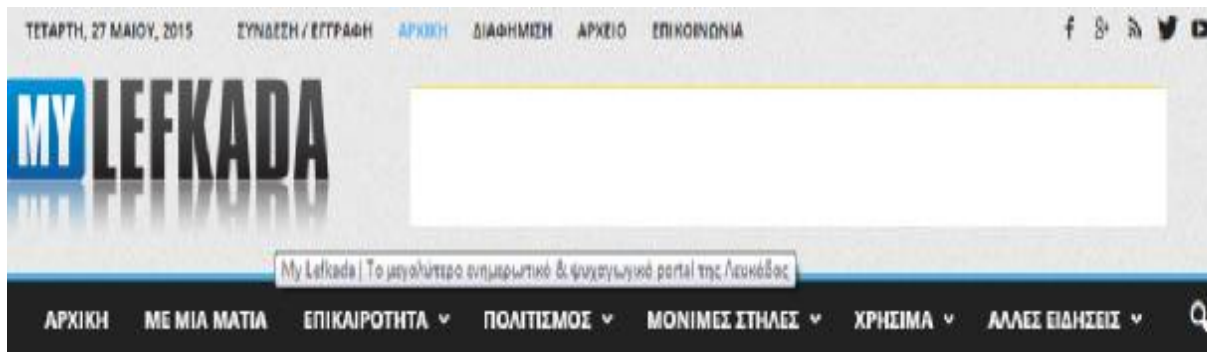 ΤΕΤΑΡΤΗ, 27 ΜΑΙΟΥ, 2015 ΣΥΝΔΕΣΗ / ΕΓΓΡΑΦΗ ΑΡΧΙΚΗ ΔΙΑΦΗΜΙΣΗ ΑΡΧΕΙΟ ΕΠΙΚΟΙΝΩΝΙΑ
MY LEFKADA
My Lefkada | Το μεγαλύτερο ενημερωτικό & ψυχαγωγικό portal της Λευκάδας
ΑΡΧΙΚΗ ΜΕ ΜΙΑ ΜΑΤΙΑ ΕΠΙΚΑΙΡΟΤΗΤΑ ΠΟΛΙΤΙΣΜΟΣ ΜΟΝΙΜΕΣ ΣΤΗΛΕΣ ΧΡΗΣΙΜΑ ΑΛΛΕΣ ΕΙΔΗΣΕΙΣ